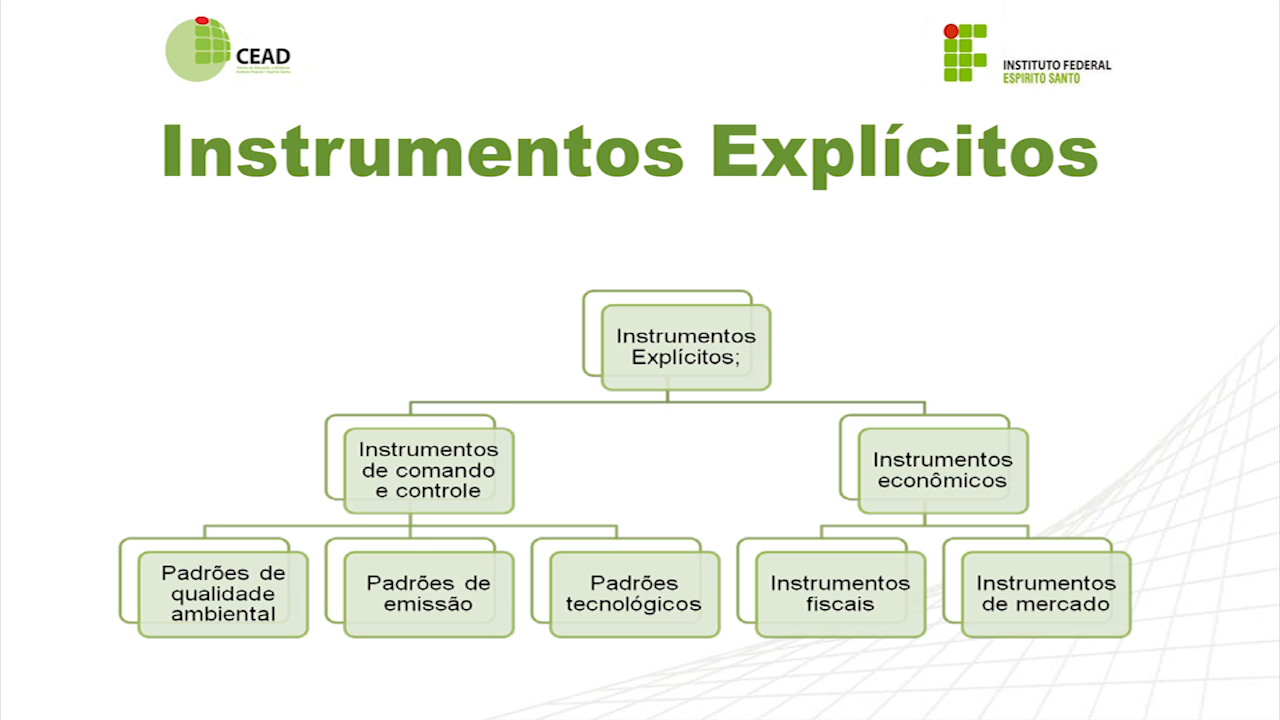 CEAD
INSTITUTO FEDERAL
ESPIRITO SANTO
Instrumentos Explícitos
Instrumentos
Explícitos;
Instrumentos
de comando
e controle
Instrumentos
econômicos
Padrões de
qualidade
ambiental
Padrões de
emissão
Padrões
tecnológicos
Instrumentos
fiscais
Instrumentos
de mercado